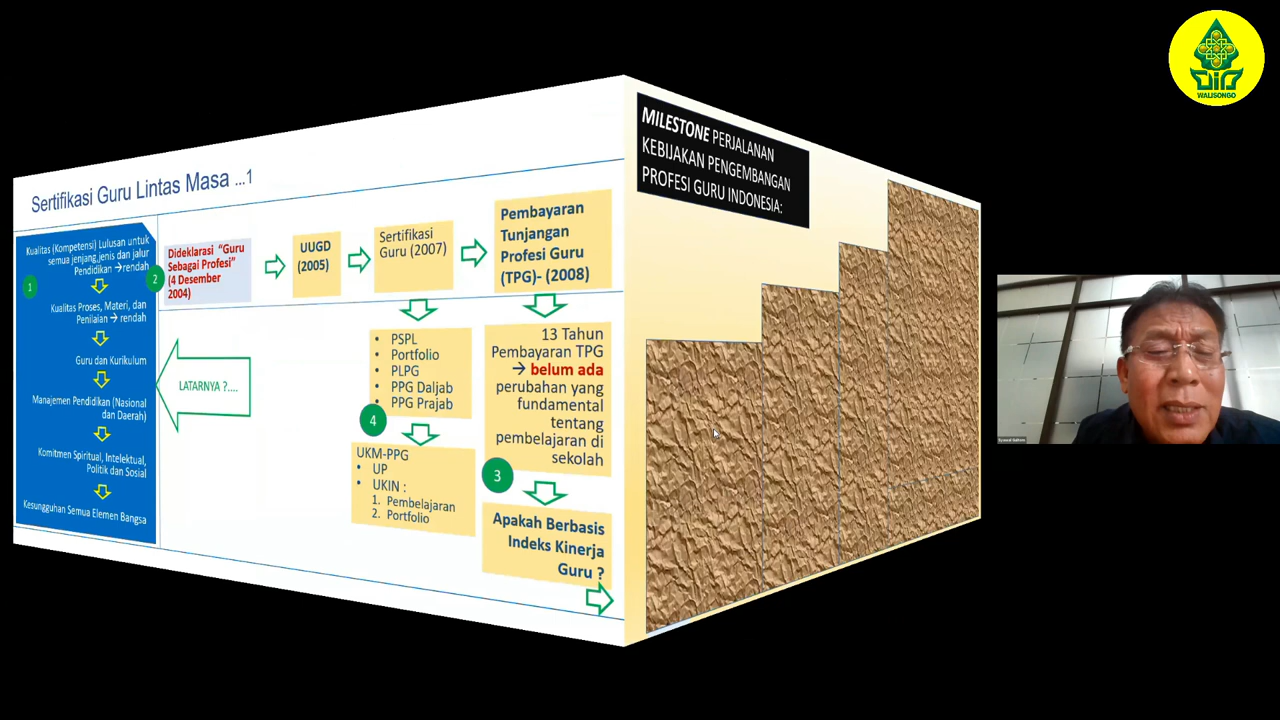 Sertifikasi Guru Lintas Masa ...1
Kualitas (Kompetensi) Lulusan untuk
semua jenjang,jenis dan jalur
Pendidikan → rendah
1
Kualitas Proses, Materi, dan
Penilaian → rendah
Guru dan Kurikulum
Manajemen Pendidikan (Nasional
dan Daerah)
Komitmen Spiritual, Intelektual,
Politik dan Sosial
Kesungguhan Semua Elemen Bangsa
2
Dideklarasi "Guru
Sebagai Profesi"
(4 Desember
2004)
LATARNYA ?....
UUGD
(2005)
Sertifikasi
Guru (2007)
• PSPL
• Portfolio
• PLPG
• PPG Daljab
• PPG Prajab
4
UKM-PPG
• UP
• UKIN :
1. Pembelajaran
2. Portfolio
Pembayaran
Tunjangan
Profesi Guru
(TPG)- (2008)
13 Tahun
Pembayaran TPG
→ belum ada
perubahan yang
fundamental
tentang
pembelajaran di
sekolah
3
Apakah Berbasis
Indeks Kinerja
Guru ?
MILESTONE PERJALANAN
KEBIJAKAN PENGEMBANGAN
PROFESI GURU INDONESIA:
WALISONGO